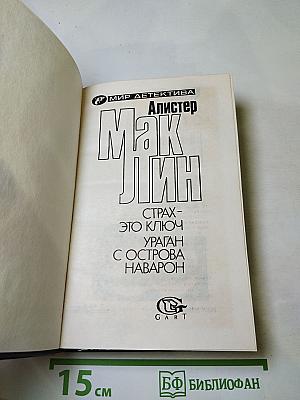 МИР ДЕТЕКТИВА
Алистер
Мак
Лин
СТРАХ-
ЭТО КЛЮЧ
УРАГАН
С ОСТРОВА
НАВАРОН
GART
15 см
БФ БИБЛИОФАН